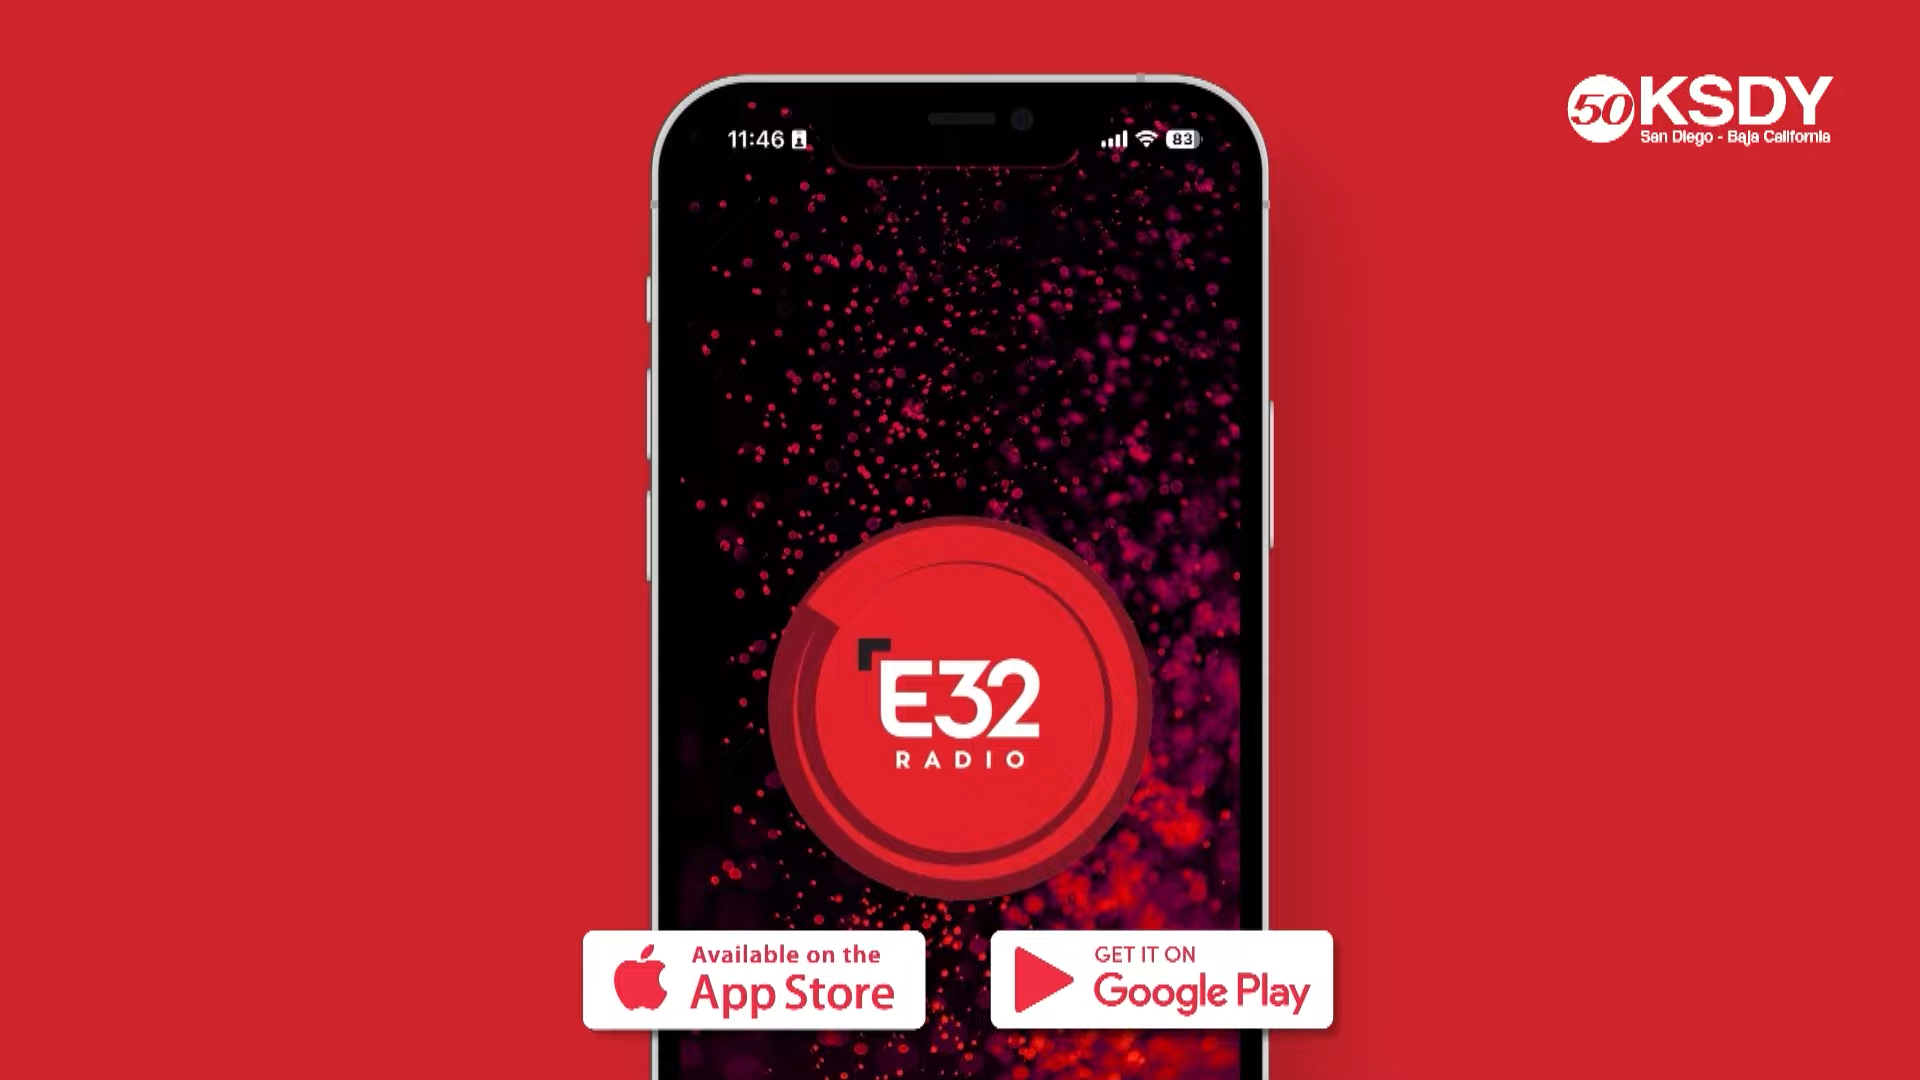 11:46
83
50 KSDY
San Diego - Baja California
E32
RADIO
Available on the
App Store
GET IT ON
Google Play